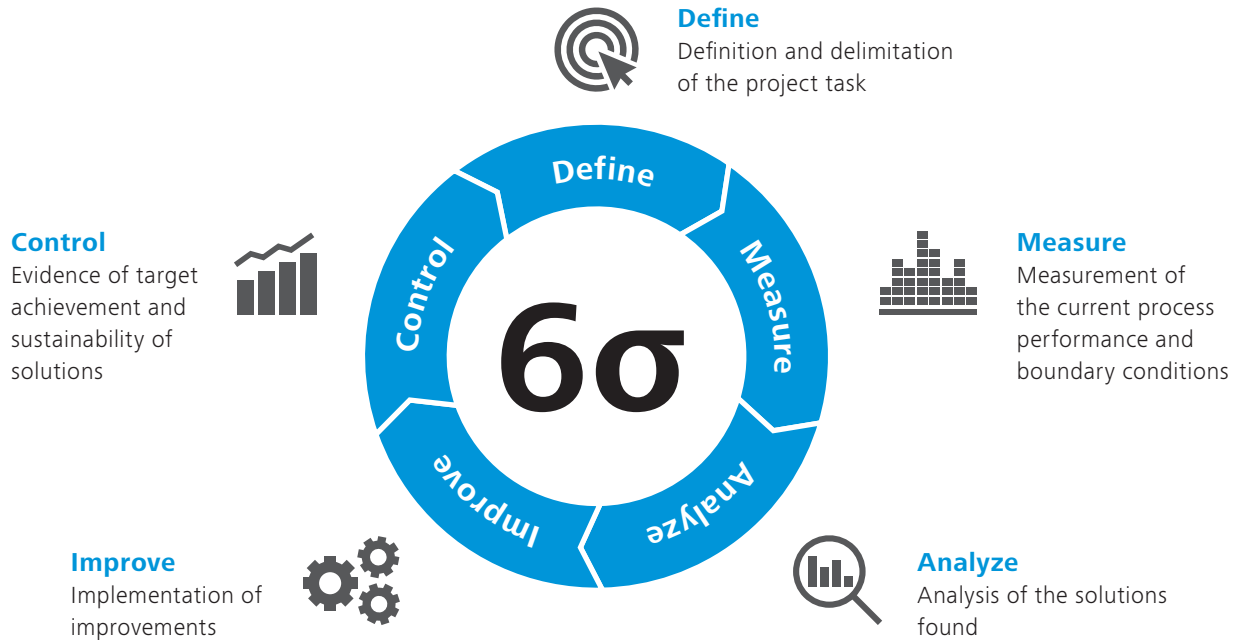 Define
Definition and delimitation
of the project task
Define
Measure
Analyze
Improve
Control
6σ
Measure
Measurement of
the current process
performance and
boundary conditions
Analyze
Analysis of the solutions
found
Improve
Implementation of
improvements
Control
Evidence of target
achievement and
sustainability of
solutions